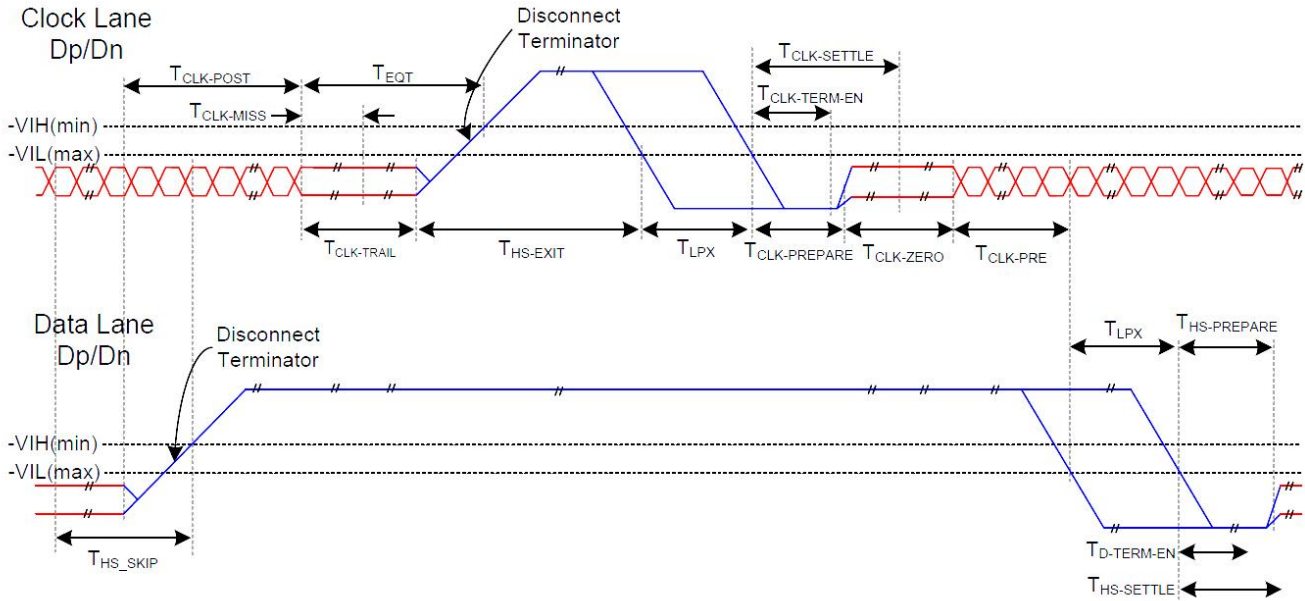 Clock Lane
Dp/Dn
Disconnect
Terminator
TCLK-POST
TEQT
TCLK-SETTLE
TCLK-MISS
TCLK-TERM-EN
-VIH(min)
-VIL(max)
TCLK-TRAIL
THS-EXIT
TLPX
TCLK-PREPARE
TCLK-ZERO
TCLK-PRE
Data Lane
Dp/Dn
Disconnect
Terminator
TLPX
THS-PREPARE
-VIH(min)
-VIL(max)
THS_SKIP
TD-TERM-EN
THS-SETTLE